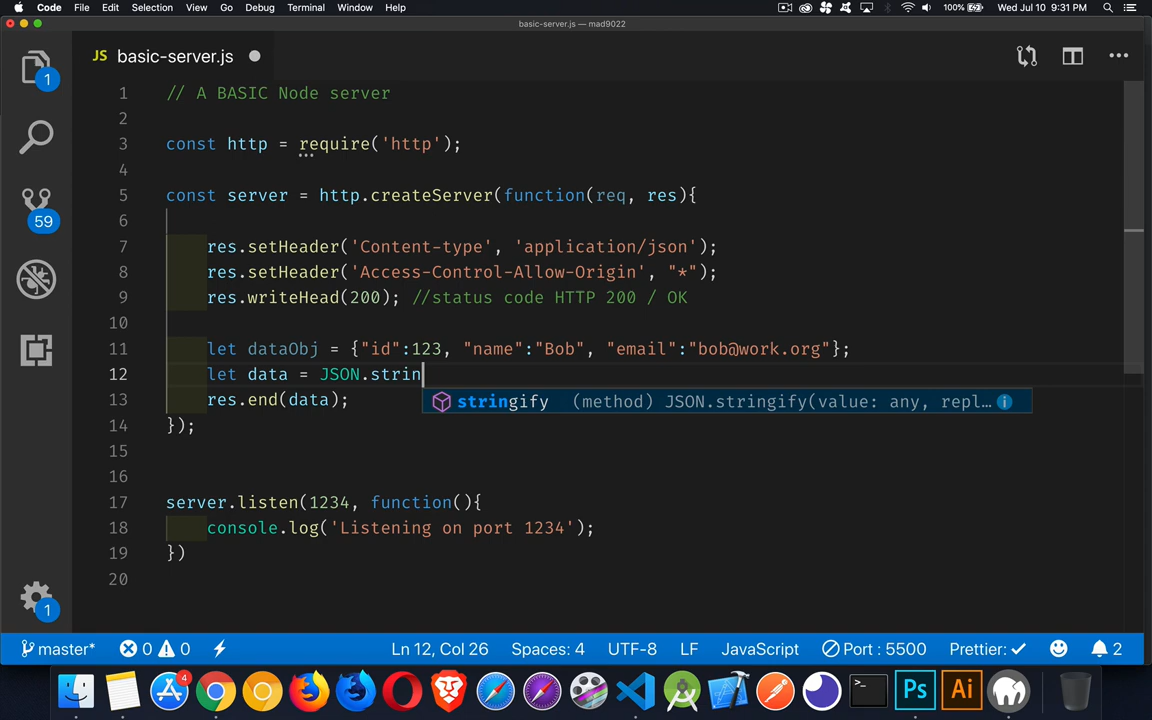 Code File Edit Selection View Go Debug Terminal Window Help 100% Wed Jul 10 9:31 PM
basic-server.js — mad9022
JS basic-server.js
1
59
1
1 // A BASIC Node server
2
3 const http = require('http');
4
5 const server = http.createServer(function(req, res){
6
7 res.setHeader('Content-type', 'application/json');
8 res.setHeader('Access-Control-Allow-Origin', "*");
9 res.writeHead(200); //status code HTTP 200 / OK
10
11 let dataObj = {"id":123, "name":"Bob", "email":"bob@work.org"};
12 let data = JSON.strin
stringify (method) JSON.stringify(value: any, repl…
13 res.end(data);
14 });
15
16
17 server.listen(1234, function(){
18 console.log('Listening on port 1234');
19 })
20
master* 0 0 Ln 12, Col 26 Spaces: 4 UTF-8 LF JavaScript Port : 5500 Prettier: 2
4
>_ Ps Ai